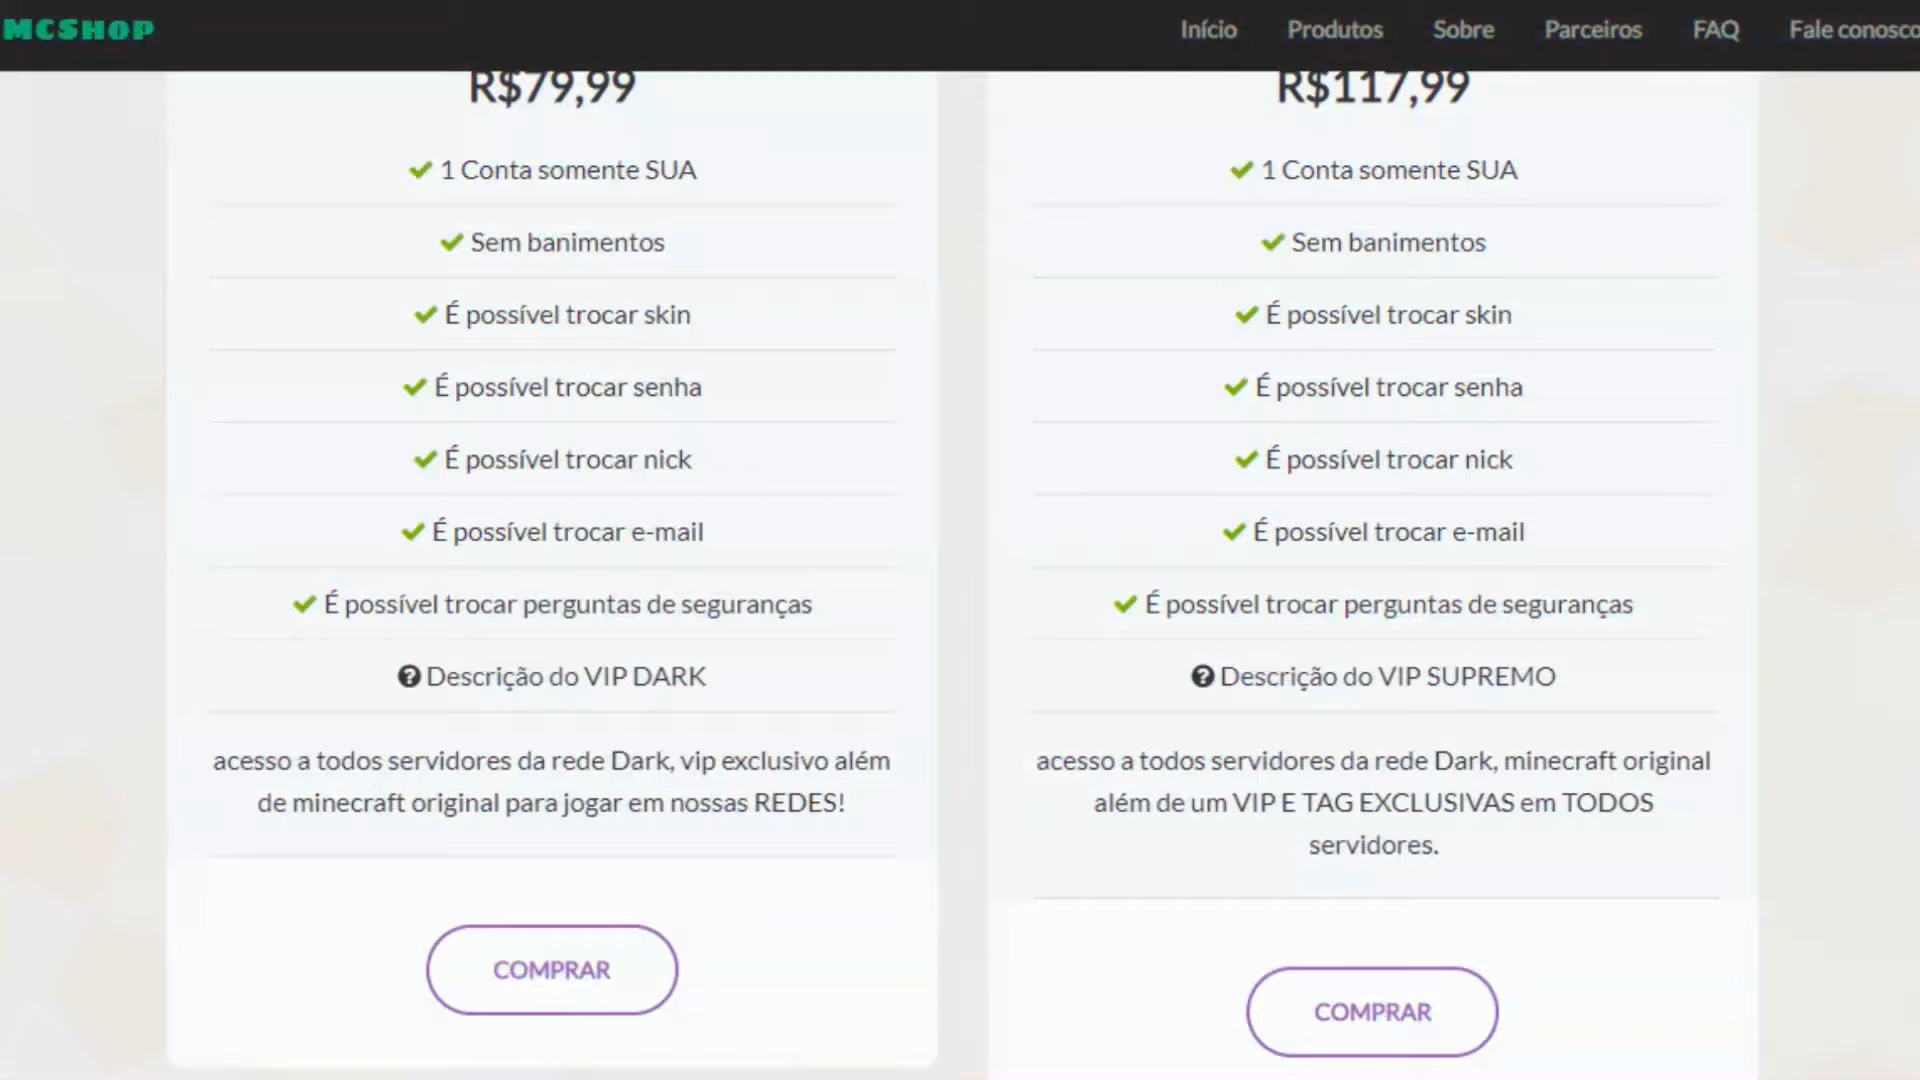 MCSHOP
Início Produtos Sobre Parceiros FAQ Fale conosco
R$79,99
1 Conta somente SUA
Sem banimentos
É possível trocar skin
É possível trocar senha
É possível trocar nick
É possível trocar e-mail
É possível trocar perguntas de seguranças
Descrição do VIP DARK
acesso a todos servidores da rede Dark, vip exclusivo além
de minecraft original para jogar em nossas REDES!
COMPRAR
R$117,99
1 Conta somente SUA
Sem banimentos
É possível trocar skin
É possível trocar senha
É possível trocar nick
É possível trocar e-mail
É possível trocar perguntas de seguranças
Descrição do VIP SUPREMO
acesso a todos servidores da rede Dark, minecraft original
além de um VIP E TAG EXCLUSIVAS em TODOS
servidores.
COMPRAR